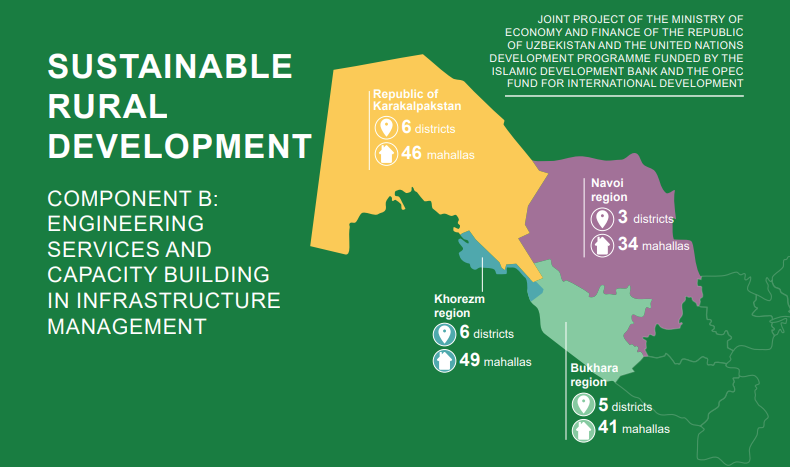 JOINT PROJECT OF THE MINISTRY OF
ECONOMY AND FINANCE OF THE REPUBLIC
OF UZBEKISTAN AND THE UNITED NATIONS
DEVELOPMENT PROGRAMME FUNDED BY THE
ISLAMIC DEVELOPMENT BANK AND THE OPEC
FUND FOR INTERNATIONAL DEVELOPMENT
SUSTAINABLE
RURAL
DEVELOPMENT
COMPONENT B:
ENGINEERING
SERVICES AND
CAPACITY BUILDING
IN INFRASTRUCTURE
MANAGEMENT
Republic of
Karakalpakstan
6 districts
46 mahallas
Navoi
region
3 districts
34 mahallas
Khorezm
region
6 districts
49 mahallas
Bukhara
region
5 districts
41 mahallas